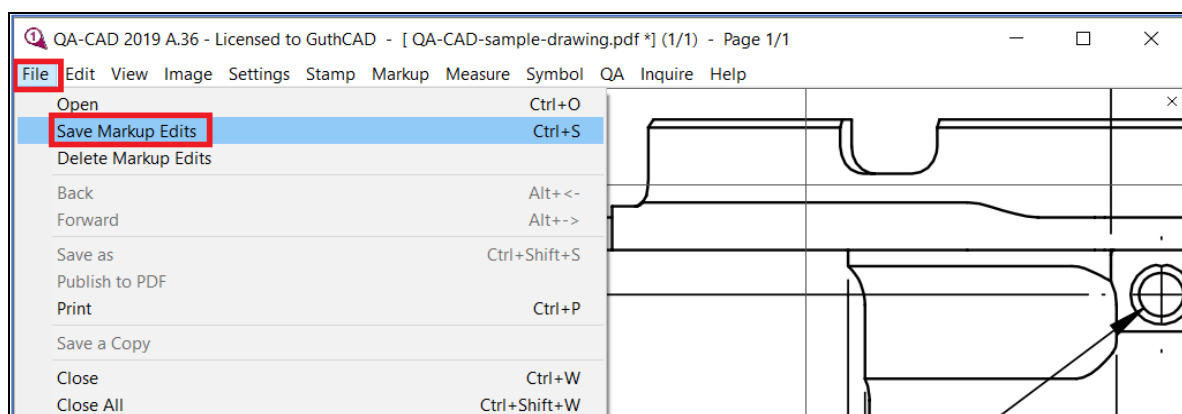 QA-CAD 2019 A.36 - Licensed to GuthCAD - [ QA-CAD-sample-drawing.pdf *] (1/1) - Page 1/1
File Edit View Image Settings Stamp Markup Measure Symbol QA Inquire Help
Open Ctrl+O
Save Markup Edits Ctrl+S
Delete Markup Edits
Back Alt+<-
Forward Alt+->
Save as Ctrl+Shift+S
Publish to PDF
Print Ctrl+P
Save a Copy
Close Ctrl+W
Close All Ctrl+Shift+W